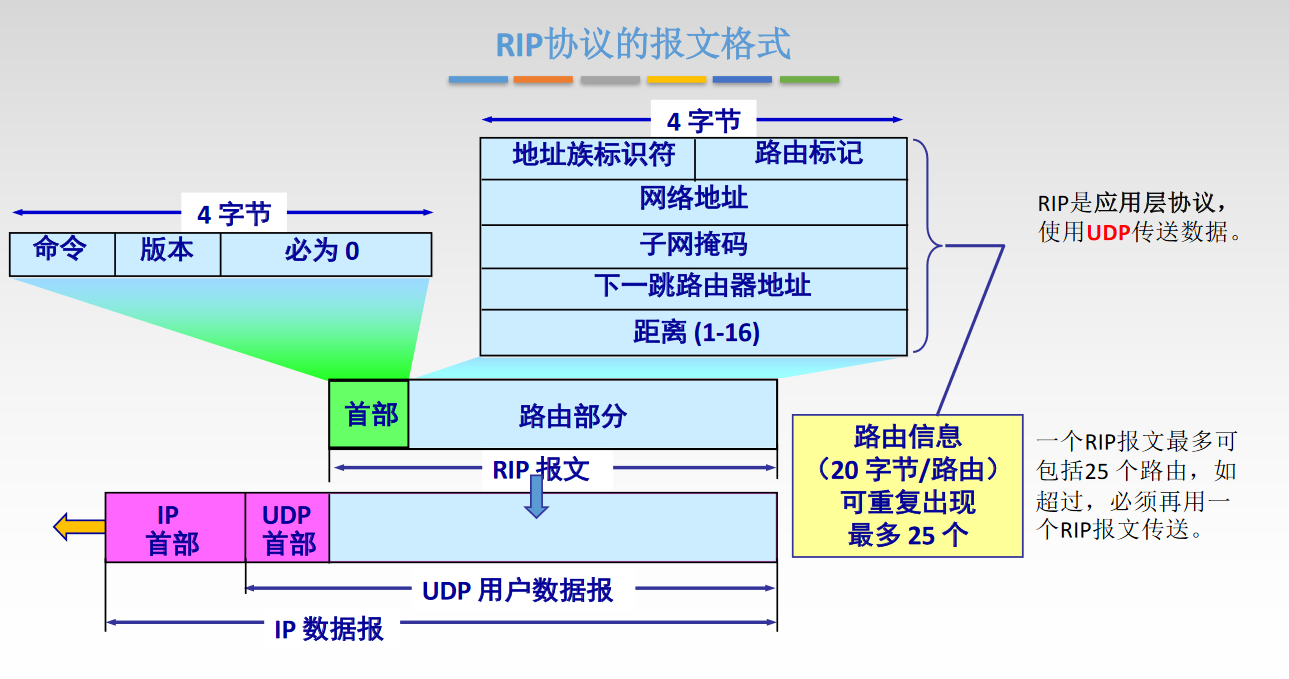 RIP协议的报文格式
4 字节
地址族标识符
路由标记
网络地址
子网掩码
下一跳路由器地址
距离 (1-16)
4 字节
命令
版本
必为 0
RIP是应用层协议，
使用UDP传送数据。
首部
路由部分
RIP 报文
路由信息
（20 字节/路由）
可重复出现
最多 25 个
一个RIP报文最多可
包括25 个路由，如
超过，必须再用一
个RIP报文传送。
IP
首部
UDP
首部
UDP 用户数据报
IP 数据报